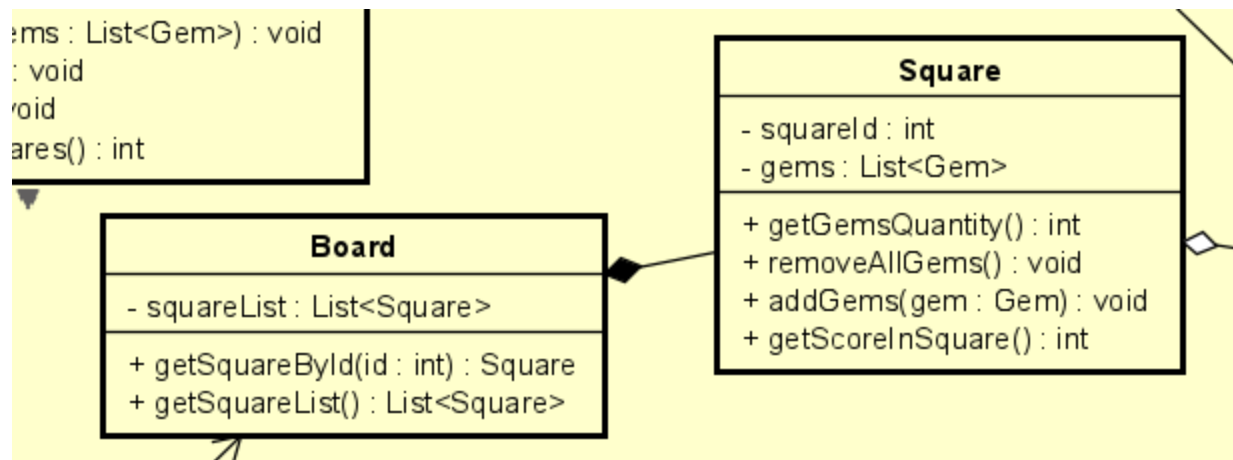 ems : List<Gem>) : void
: void
void
ares() : int
Board
- squareList : List<Square>
+ getSquareById(id : int) : Square
+ getSquareList() : List<Square>
Square
- squareId : int
- gems : List<Gem>
+ getGemsQuantity() : int
+ removeAllGems() : void
+ addGems(gem : Gem) : void
+ getScoreInSquare() : int